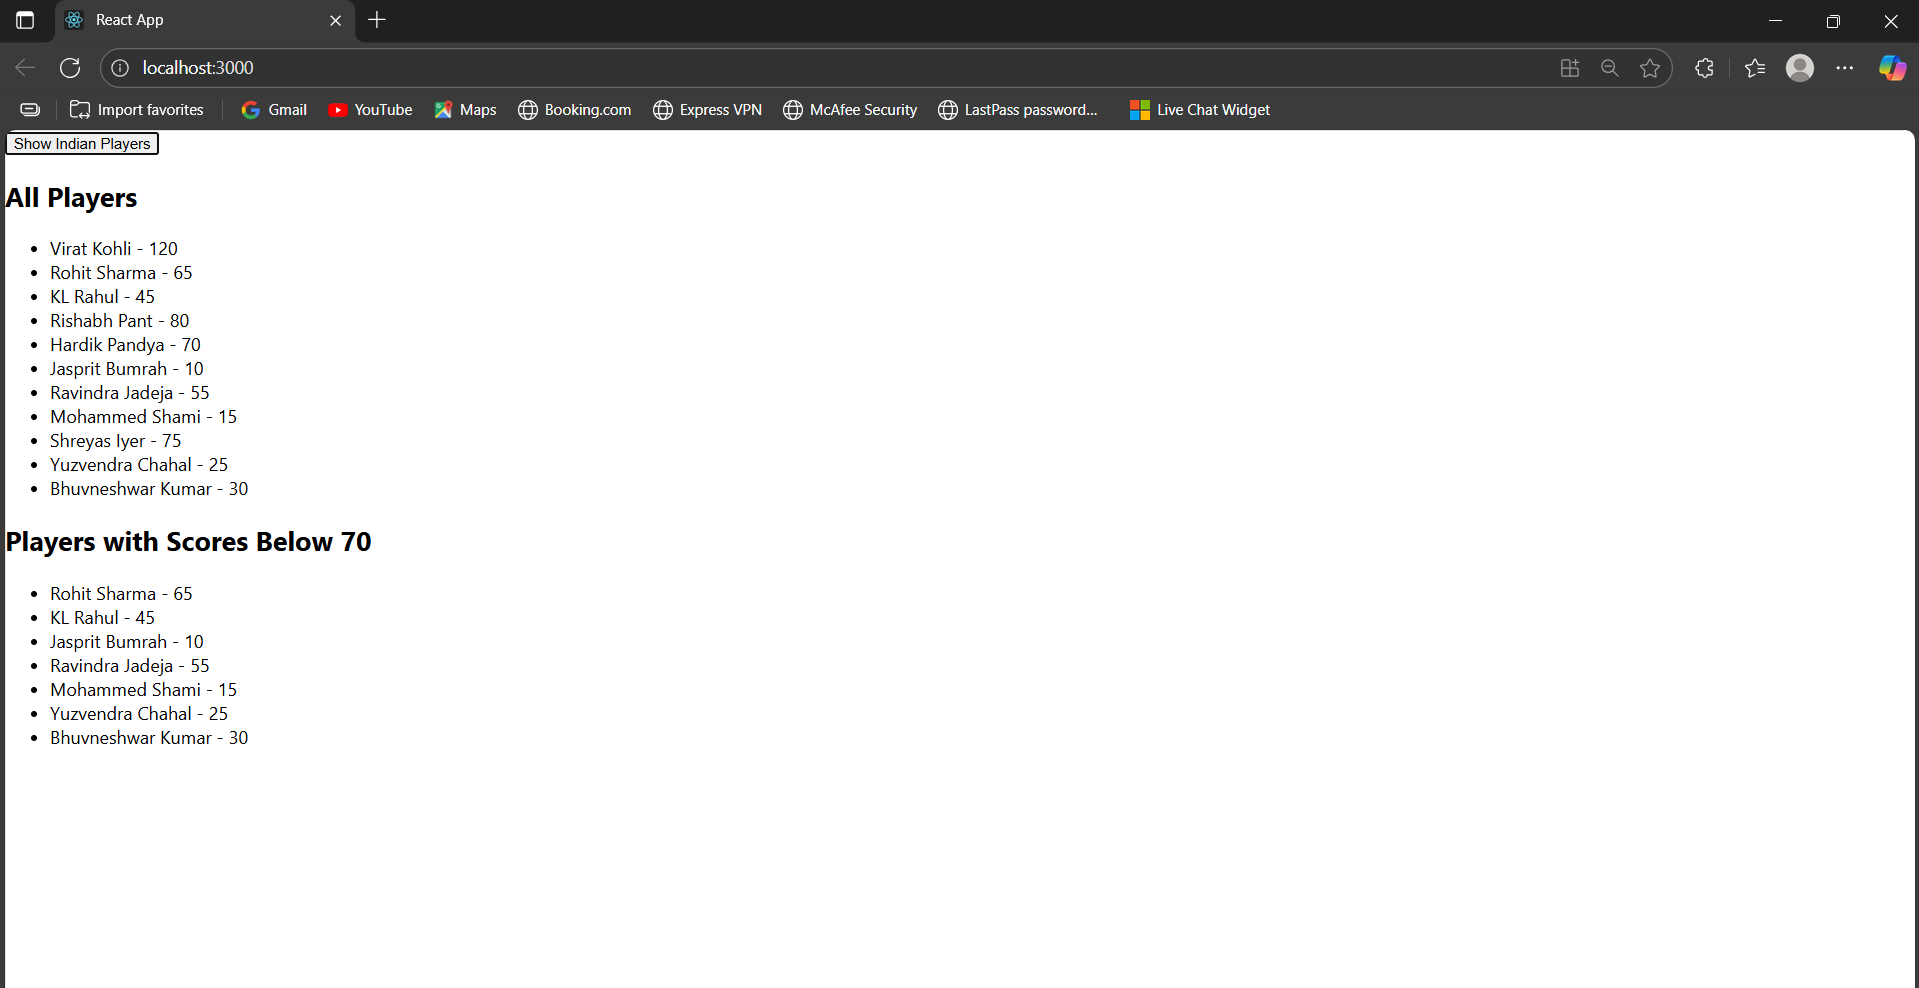 React App
localhost:3000
Import favorites
Gmail
YouTube
Maps
Booking.com
Express VPN
McAfee Security
LastPass password...
Live Chat Widget
Show Indian Players
All Players
• Virat Kohli - 120
• Rohit Sharma - 65
• KL Rahul - 45
• Rishabh Pant - 80
• Hardik Pandya - 70
• Jasprit Bumrah - 10
• Ravindra Jadeja - 55
• Mohammed Shami - 15
• Shreyas Iyer - 75
• Yuzvendra Chahal - 25
• Bhuvneshwar Kumar - 30
Players with Scores Below 70
• Rohit Sharma - 65
• KL Rahul - 45
• Jasprit Bumrah - 10
• Ravindra Jadeja - 55
• Mohammed Shami - 15
• Yuzvendra Chahal - 25
• Bhuvneshwar Kumar - 30